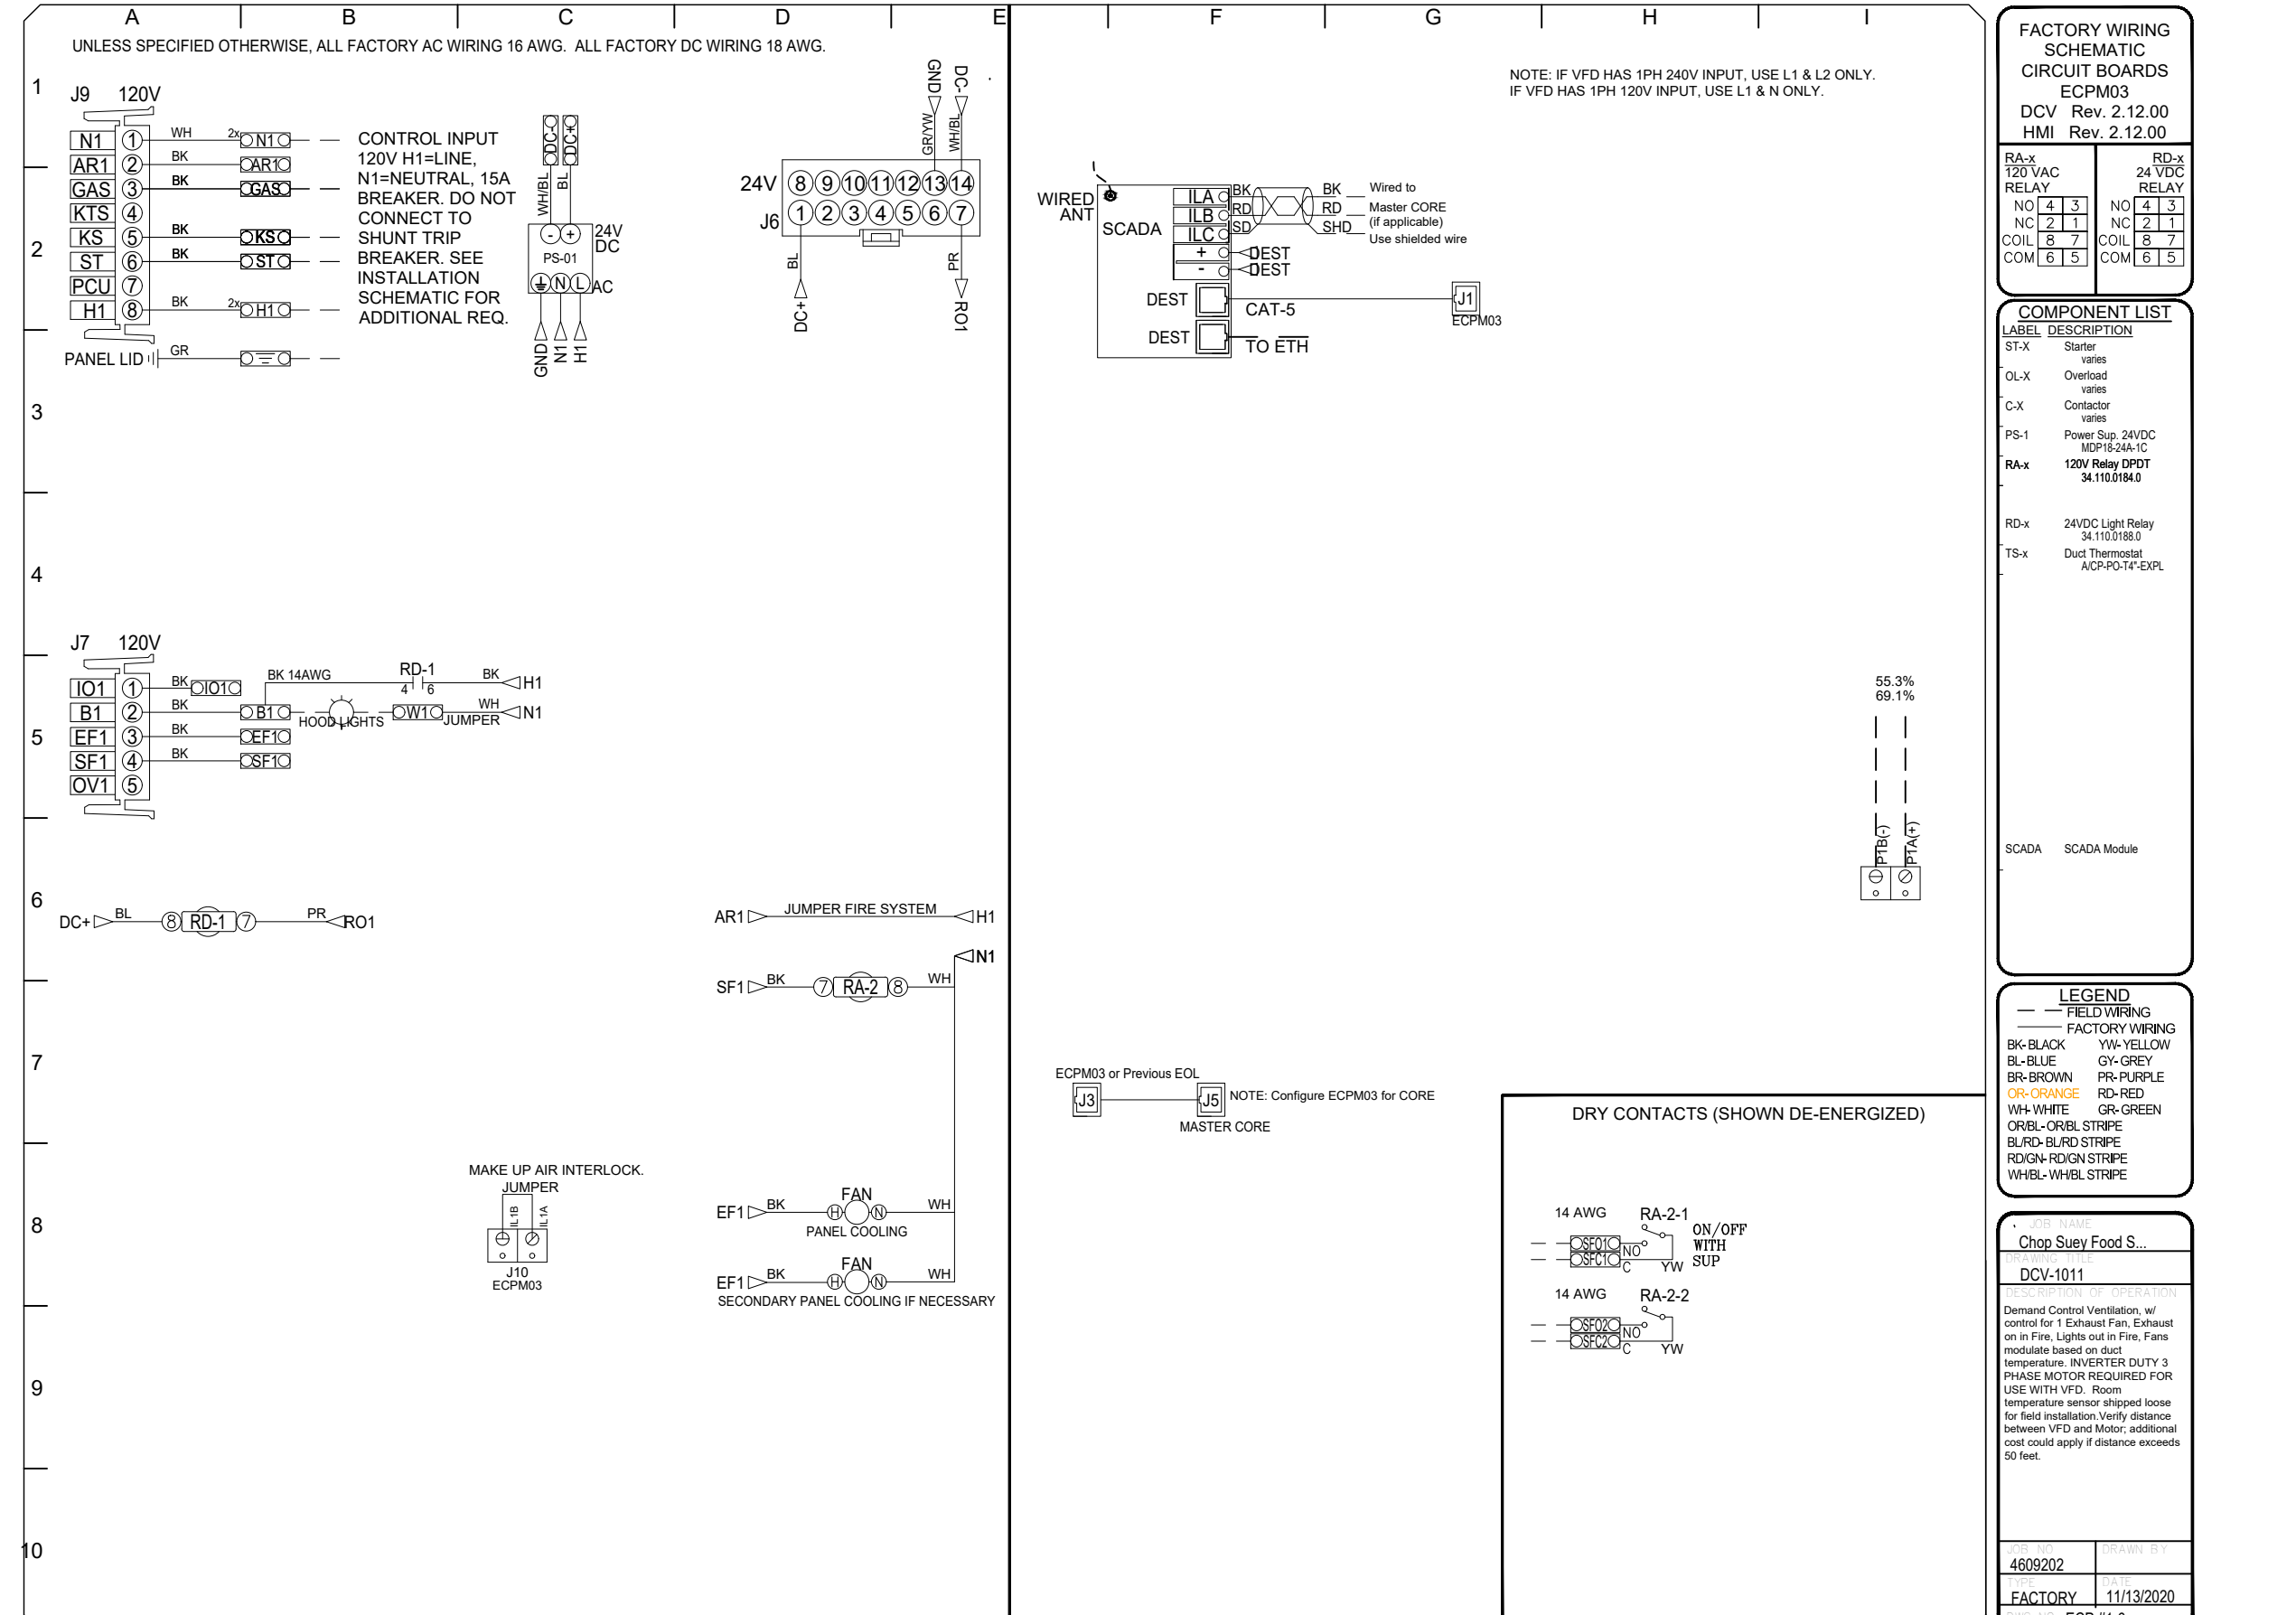 A B C D E F G H I
1
2
3
4
5
6
7
8
9
10
UNLESS SPECIFIED OTHERWISE, ALL FACTORY AC WIRING 16 AWG. ALL FACTORY DC WIRING 18 AWG.
J9 120V
N1 1 WH 2x N1
AR1 2 BK AR1
GAS 3 BK GAS
KTS 4
KS 5 BK KS
ST 6 BK ST
PCU 7
H1 8 BK 2x H1
PANEL LID GR
CONTROL INPUT
120V H1=LINE,
N1=NEUTRAL, 15A
BREAKER. DO NOT
CONNECT TO
SHUNT TRIP
BREAKER. SEE
INSTALLATION
SCHEMATIC FOR
ADDITIONAL REQ.
DC- DC+
WH/BL BL
- + 24V
DC
PS-01
N L AC
GND N1 H1
GND DC-
GR/YW WH/BL
24V 8 9 10 11 12 13 14
J6 1 2 3 4 5 6 7
BL PR
DC+ RO1
J7 120V
IO1 1 BK IO1
B1 2 BK B1
EF1 3 BK EF1
SF1 4 BK SF1
OV1 5
BK 14AWG RD-1 BK H1
4 6
HOOD LIGHTS W1 WH N1
JUMPER
DC+ BL 8 RD-1 7 PR RO1
AR1 JUMPER FIRE SYSTEM H1
N1
SF1 BK 7 RA-2 8 WH
MAKE UP AIR INTERLOCK.
JUMPER
IL1B IL1A
J10
ECPM03
EF1 BK FAN WH
H N
PANEL COOLING
EF1 BK FAN WH
H N
SECONDARY PANEL COOLING IF NECESSARY
NOTE: IF VFD HAS 1PH 240V INPUT, USE L1 & L2 ONLY.
IF VFD HAS 1PH 120V INPUT, USE L1 & N ONLY.
WIRED
ANT
SCADA
ILA BK BK Wired to
ILB RD RD Master CORE
(if applicable)
ILC SD SHD Use shielded wire
+ DEST
- DEST
DEST CAT-5 J1
ECPM03
DEST TO ETH
55.3%
69.1%
P1B(-) P1A(+)
ECPM03 or Previous EOL
J3 J5 NOTE: Configure ECPM03 for CORE
MASTER CORE
DRY CONTACTS (SHOWN DE-ENERGIZED)
14 AWG RA-2-1
SFO1 NO
SFC1 C YW
ON/OFF
WITH
SUP
14 AWG RA-2-2
SFO2 NO
SFC2 C YW
FACTORY WIRING
SCHEMATIC
CIRCUIT BOARDS
ECPM03
DCV Rev. 2.12.00
HMI Rev. 2.12.00
RA-x
120 VAC
RELAY
NO 4 3
NC 2 1
COIL 8 7
COM 6 5
RD-x
24 VDC
RELAY
NO 4 3
NC 2 1
COIL 8 7
COM 6 5
COMPONENT LIST
LABEL DESCRIPTION
ST-X Starter
varies
OL-X Overload
varies
C-X Contactor
varies
PS-1 Power Sup. 24VDC
MDP18-24A-1C
RA-x 120V Relay DPDT
34.110.0184.0
RD-x 24VDC Light Relay
34.110.0188.0
TS-x Duct Thermostat
A/CP-PO-T4"-EXPL
SCADA SCADA Module
LEGEND
FIELD WIRING
FACTORY WIRING
BK- BLACK YW- YELLOW
BL- BLUE GY- GREY
BR- BROWN PR- PURPLE
OR- ORANGE RD- RED
WH- WHITE GR- GREEN
OR/BL- OR/BL STRIPE
BL/RD- BL/RD STRIPE
RD/GN- RD/GN STRIPE
WH/BL- WH/BL STRIPE
JOB NAME
Chop Suey Food S...
DRAWING TITLE
DCV-1011
DESCRIPTION OF OPERATION
Demand Control Ventilation, w/
control for 1 Exhaust Fan, Exhaust
on in Fire, Lights out in Fire, Fans
modulate based on duct
temperature. INVERTER DUTY 3
PHASE MOTOR REQUIRED FOR
USE WITH VFD. Room
temperature sensor shipped loose
for field installation.Verify distance
between VFD and Motor; additional
cost could apply if distance exceeds
50 feet.
JOB NO
4609202
DRAWN BY
TYPE
FACTORY
DATE
11/13/2020